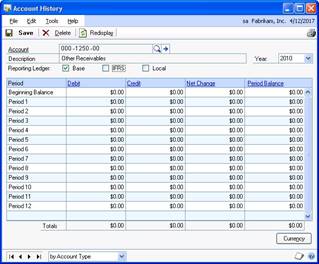 Account History
File Edit Tools Help sa Fabrikam, Inc. 4/12/2017
Save Delete Redisplay
Account 000-1250-00
Description Other Receivables Year: 2010
Reporting Ledger: Base IFRS Local
Period Debit Credit Net Change Period Balance
Beginning Balance $0.00 $0.00 $0.00 $0.00
Period 1 $0.00 $0.00 $0.00 $0.00
Period 2 $0.00 $0.00 $0.00 $0.00
Period 3 $0.00 $0.00 $0.00 $0.00
Period 4 $0.00 $0.00 $0.00 $0.00
Period 5 $0.00 $0.00 $0.00 $0.00
Period 6 $0.00 $0.00 $0.00 $0.00
Period 7 $0.00 $0.00 $0.00 $0.00
Period 8 $0.00 $0.00 $0.00 $0.00
Period 9 $0.00 $0.00 $0.00 $0.00
Period 10 $0.00 $0.00 $0.00 $0.00
Period 11 $0.00 $0.00 $0.00 $0.00
Period 12 $0.00 $0.00 $0.00 $0.00
Totals $0.00 $0.00 $0.00 $0.00
Currency
by Account Type